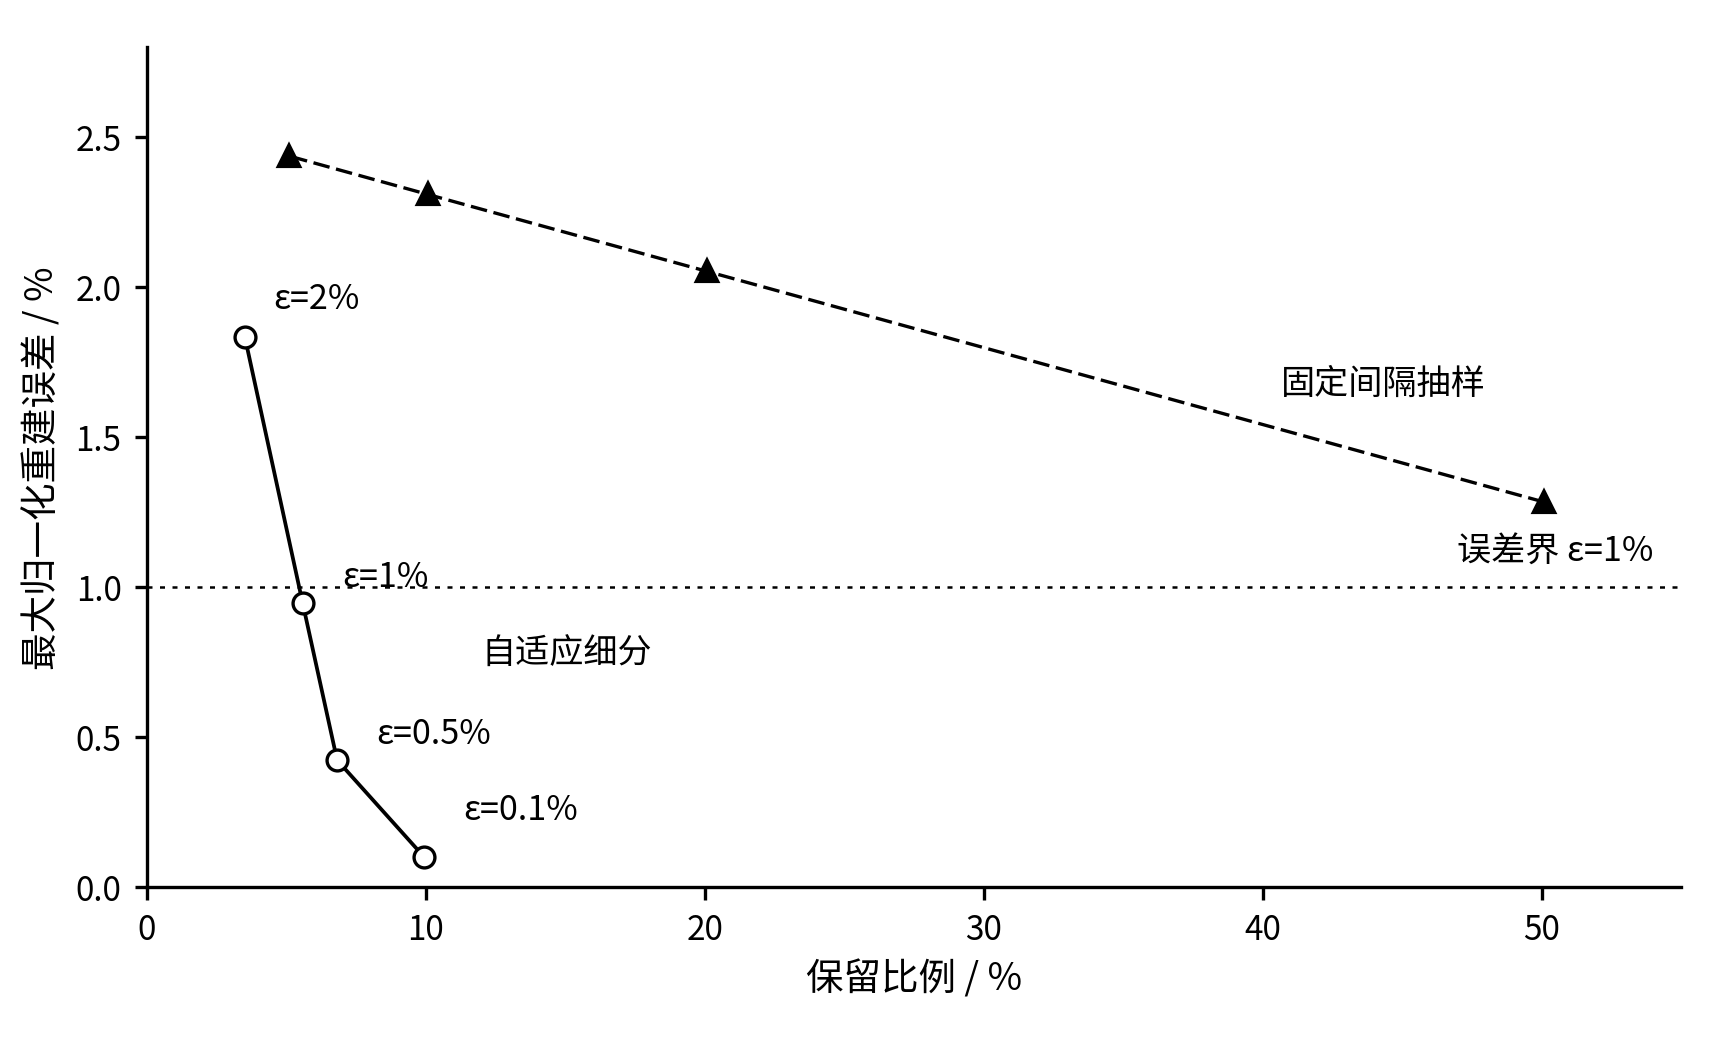 2.5
2.0
1.5
1.0
0.5
0.0
最大归一化重建误差 / %
ε=2%
固定间隔抽样
误差界 ε=1%
ε=1%
自适应细分
ε=0.5%
ε=0.1%
0
10
20
30
40
50
保留比例 / %